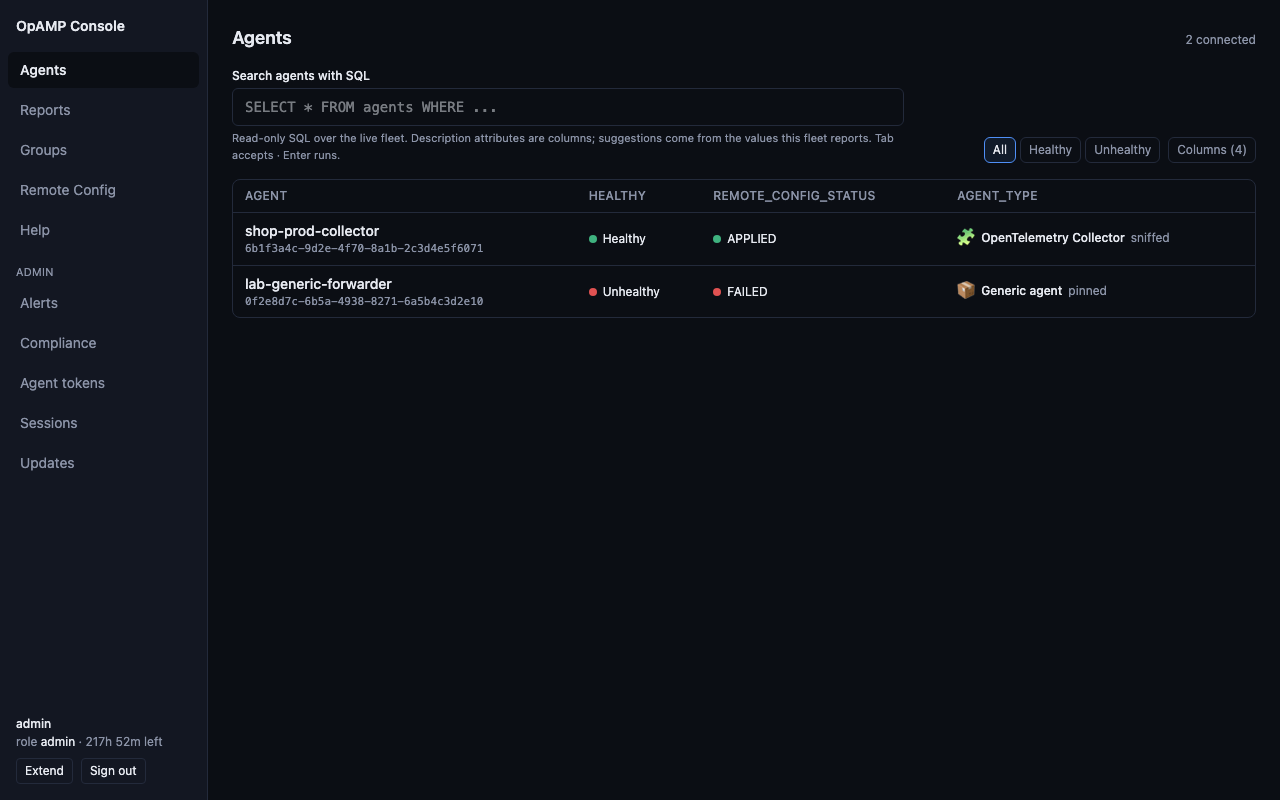 OpAMP Console
Agents
Reports
Groups
Remote Config
Help
ADMIN
Alerts
Compliance
Agent tokens
Sessions
Updates
admin
role admin · 217h 52m left
Extend Sign out
Agents
2 connected
Search agents with SQL
SELECT * FROM agents WHERE ...
Read-only SQL over the live fleet. Description attributes are columns; suggestions come from the values this fleet reports. Tab
accepts · Enter runs.
All Healthy Unhealthy Columns (4)
AGENT HEALTHY REMOTE_CONFIG_STATUS AGENT_TYPE
shop-prod-collector
6b1f3a4c-9d2e-4f70-8a1b-2c3d4e5f6071
Healthy APPLIED OpenTelemetry Collector sniffed
lab-generic-forwarder
0f2e8d7c-6b5a-4938-8271-6a5b4c3d2e10
Unhealthy FAILED Generic agent pinned